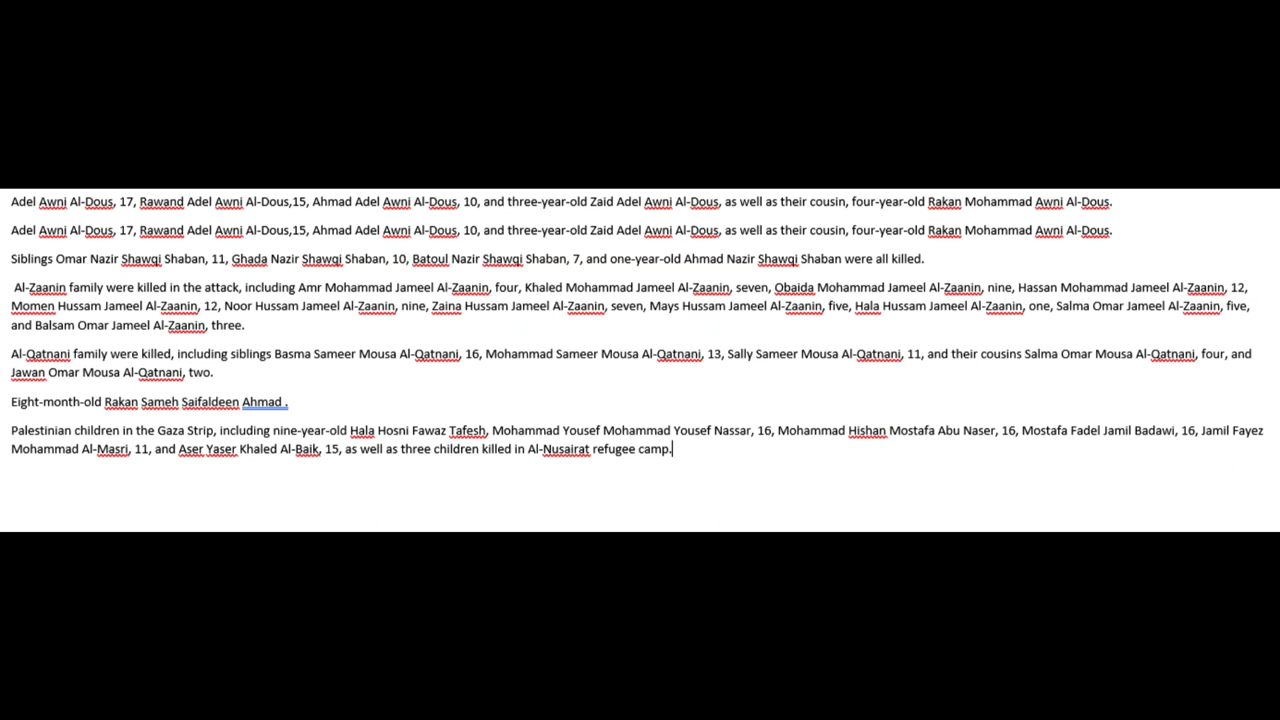 Adel Awni Al-Dous, 17, Rawand Adel Awni Al-Dous,15, Ahmad Adel Awni Al-Dous, 10, and three-year-old Zaid Adel Awni Al-Dous, as well as their cousin, four-year-old Rakan Mohammad Awni Al-Dous.
Adel Awni Al-Dous, 17, Rawand Adel Awni Al-Dous,15, Ahmad Adel Awni Al-Dous, 10, and three-year-old Zaid Adel Awni Al-Dous, as well as their cousin, four-year-old Rakan Mohammad Awni Al-Dous.
Siblings Omar Nazir Shawqi Shaban, 11, Ghada Nazir Shawqi Shaban, 10, Batoul Nazir Shawqi Shaban, 7, and one-year-old Ahmad Nazir Shawqi Shaban were all killed.
Al-Zaanin family were killed in the attack, including Amr Mohammad Jameel Al-Zaanin, four, Khaled Mohammad Jameel Al-Zaanin, seven, Obaida Mohammad Jameel Al-Zaanin, nine, Hassan Mohammad Jameel Al-Zaanin, 12,
Momen Hussam Jameel Al-Zaanin, 12, Noor Hussam Jameel Al-Zaanin, nine, Zaina Hussam Jameel Al-Zaanin, seven, Mays Hussam Jameel Al-Zaanin, five, Hala Hussam Jameel Al-Zaanin, one, Salma Omar Jameel Al-Zaanin, five,
and Balsam Omar Jameel Al-Zaanin, three.
Al-Qatnani family were killed, including siblings Basma Sameer Mousa Al-Qatnani, 16, Mohammad Sameer Mousa Al-Qatnani, 13, Sally Sameer Mousa Al-Qatnani, 11, and their cousins Salma Omar Mousa Al-Qatnani, four, and
Jawan Omar Mousa Al-Qatnani, two.
Eight-month-old Rakan Sameh Saifaldeen Ahmad .
Palestinian children in the Gaza Strip, including nine-year-old Hala Hosni Fawaz Tafesh, Mohammad Yousef Mohammad Yousef Nassar, 16, Mohammad Hishan Mostafa Abu Naser, 16, Mostafa Fadel Jamil Badawi, 16, Jamil Fayez
Mohammad Al-Masri, 11, and Aser Yaser Khaled Al-Baik, 15, as well as three children killed in Al-Nusairat refugee camp.